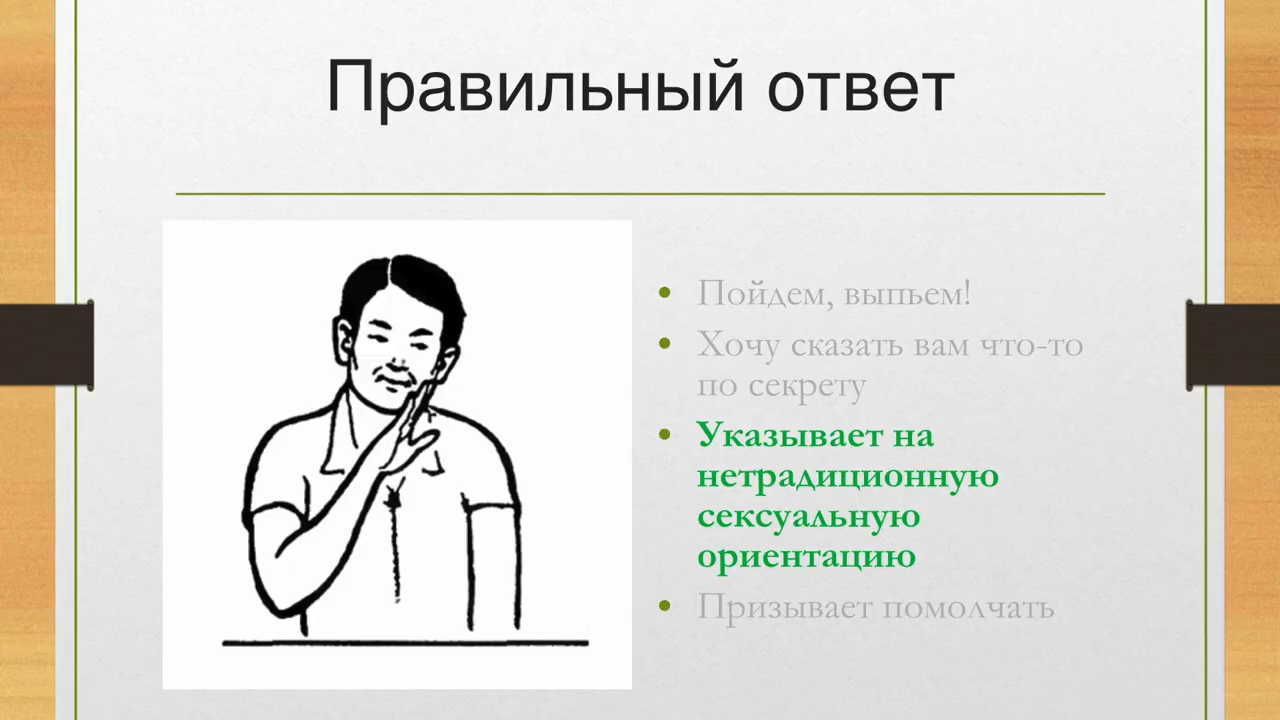 Правильный ответ
• Пойдем, выпьем!
• Хочу сказать вам что-то
по секрету
• Указывает на
нетрадиционную
сексуальную
ориентацию
• Призывает помолчать